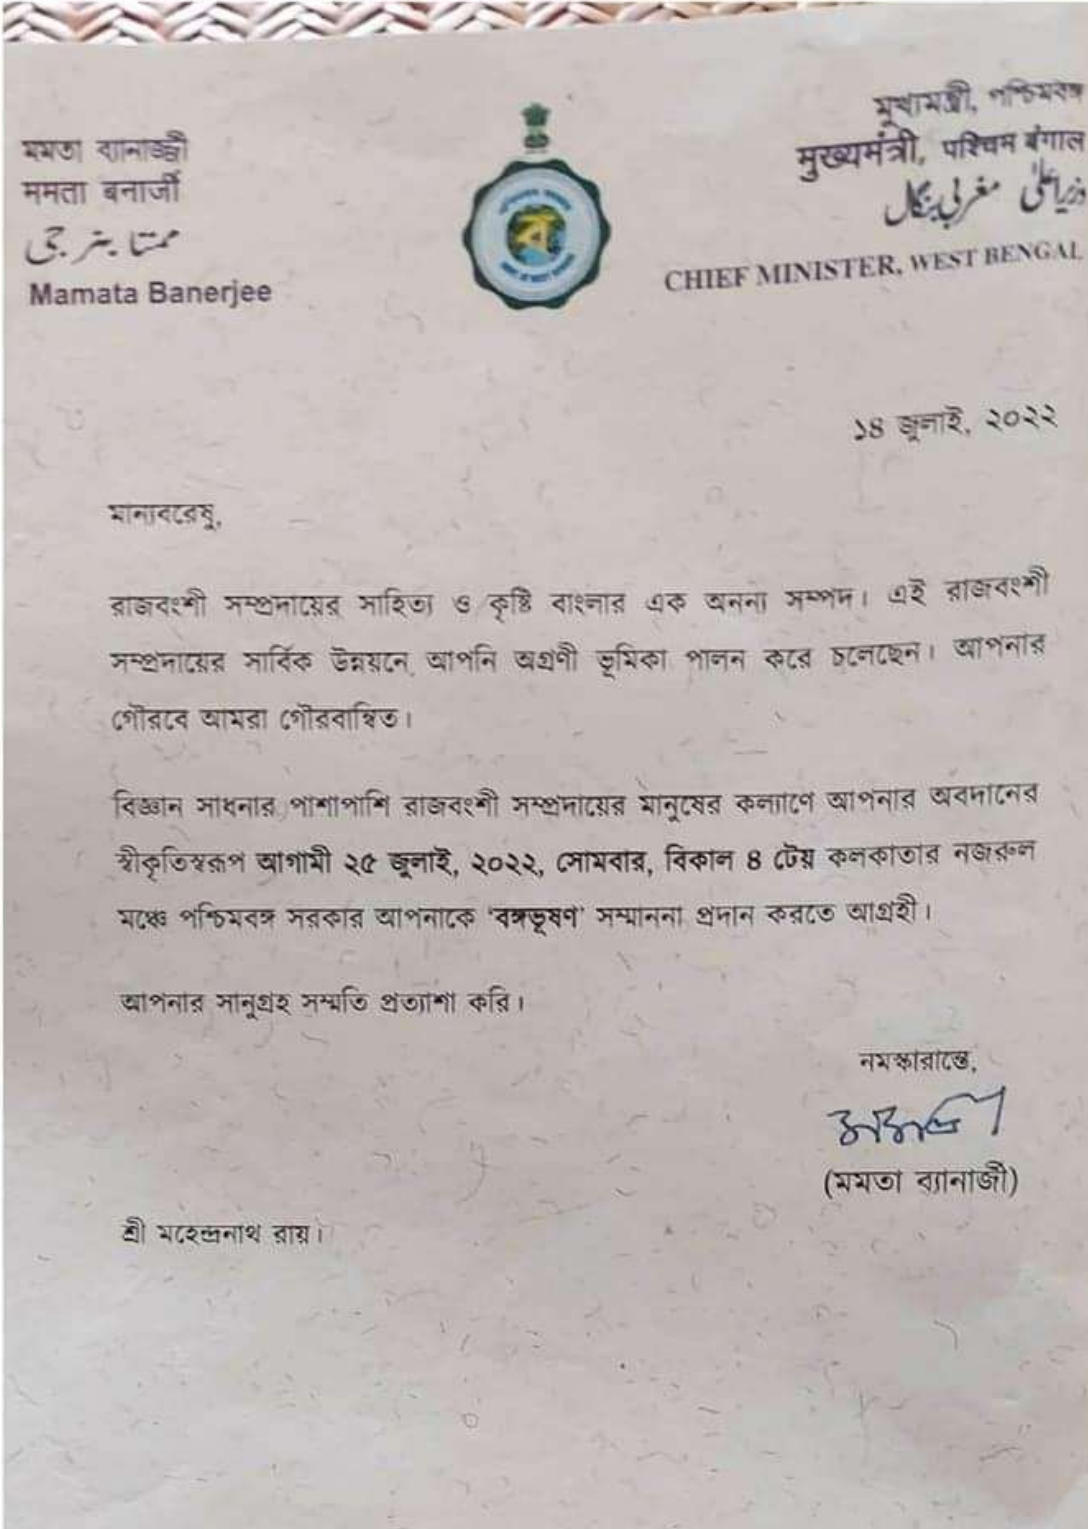 মমতা ব্যানার্জ্জী
ममता बनार्जी
ممتا بنرجی
Mamata Banerjee
মুখ্যমন্ত্রী, পশ্চিমবঙ্গ
मुख्यमंत्री, पश्चिम बंगाल
وزیراعلیٰ مغربی بنگال
CHIEF MINISTER, WEST BENGAL
১৪ জুলাই, ২০২২
মান্যবরেষু,
রাজবংশী সম্প্রদায়ের সাহিত্য ও কৃষ্টি বাংলার এক অনন্য সম্পদ। এই রাজবংশী
সম্প্রদায়ের সার্বিক উন্নয়নে আপনি অগ্রণী ভূমিকা পালন করে চলেছেন। আপনার
গৌরবে আমরা গৌরবান্বিত।
বিজ্ঞান সাধনার পাশাপাশি রাজবংশী সম্প্রদায়ের মানুষের কল্যাণে আপনার অবদানের
স্বীকৃতিস্বরূপ আগামী ২৫ জুলাই, ২০২২, সোমবার, বিকাল ৪ টেয় কলকাতার নজরুল
মঞ্চে পশ্চিমবঙ্গ সরকার আপনাকে ‘বঙ্গভূষণ’ সম্মাননা প্রদান করতে আগ্রহী।
আপনার সানুগ্রহ সম্মতি প্রত্যাশা করি।
নমস্কারান্তে,
(মমতা ব্যানার্জী)
শ্রী মহেন্দ্রনাথ রায়।